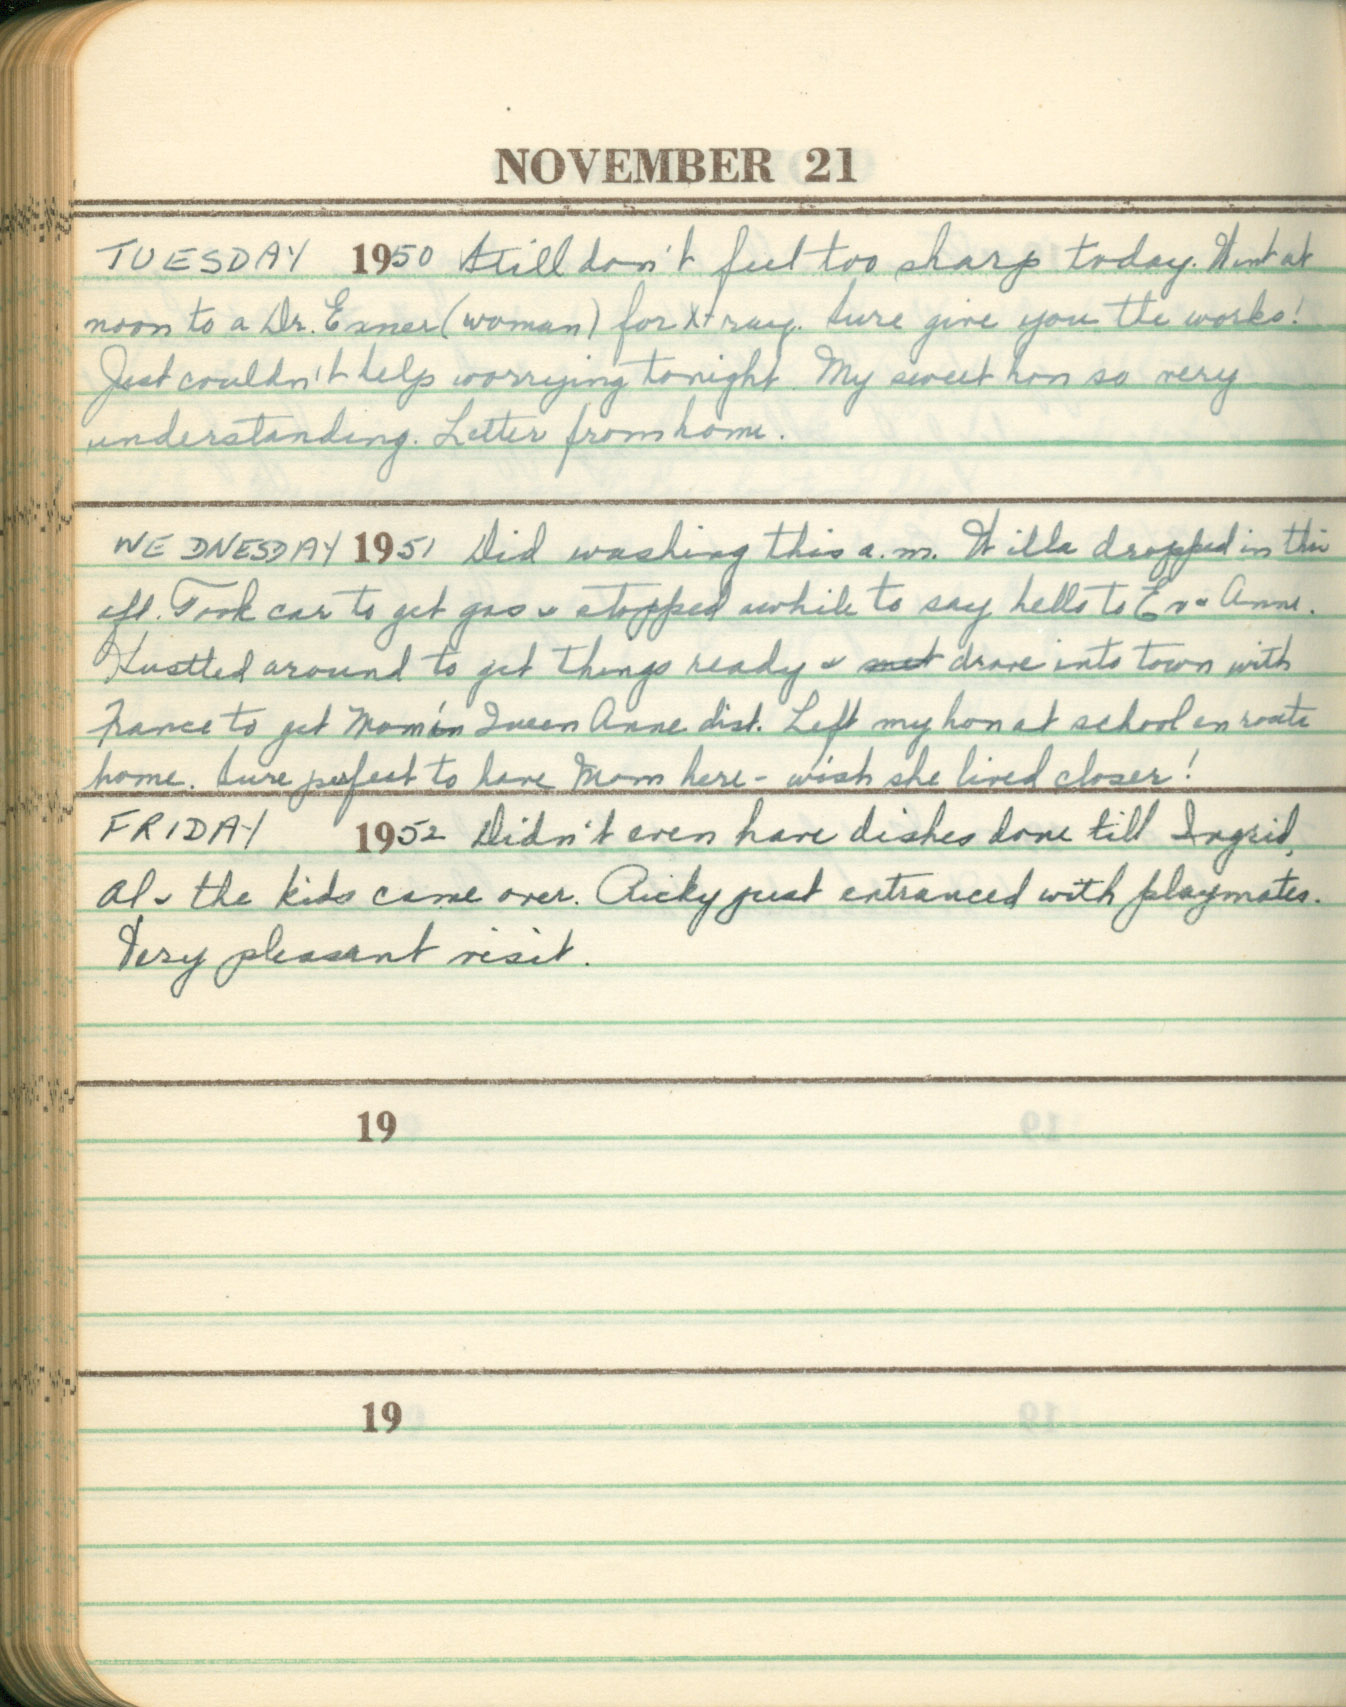 NOVEMBER 21
TUESDAY 1950 Still don't feel too sharp today. Went at
noon to a Dr. Exner (woman) for X-ray. Sure give you the works!
Just couldn't help worrying tonight. My sweet hon so very
understanding. Letter from home.
WEDNESDAY 1951 Did washing this a.m. Willa dropped in this
aft. Took car to get gas & stopped awhile to say hello to Ev & Anne.
Hustled around to get things ready & met drove into town with
France to get Mom in Queen Anne dist. Left my hon at school en route
home. Sure perfect to have Mom here - wish she lived closer!
FRIDAY 1952 Didn't even have dishes done till Ingrid,
Al & the kids came over. Ricky just entranced with playmates.
Very pleasant visit.
19
19